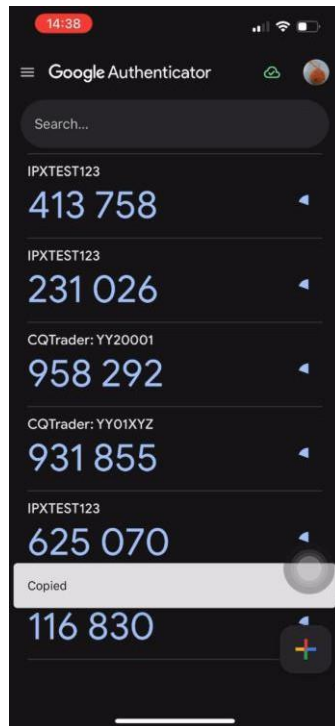 14:38
Google Authenticator
Search...
IPXTEST123
413 758
IPXTEST123
231 026
CQTrader: YY20001
958 292
CQTrader: YY01XYZ
931 855
IPXTEST123
625 070
Copied
116 830